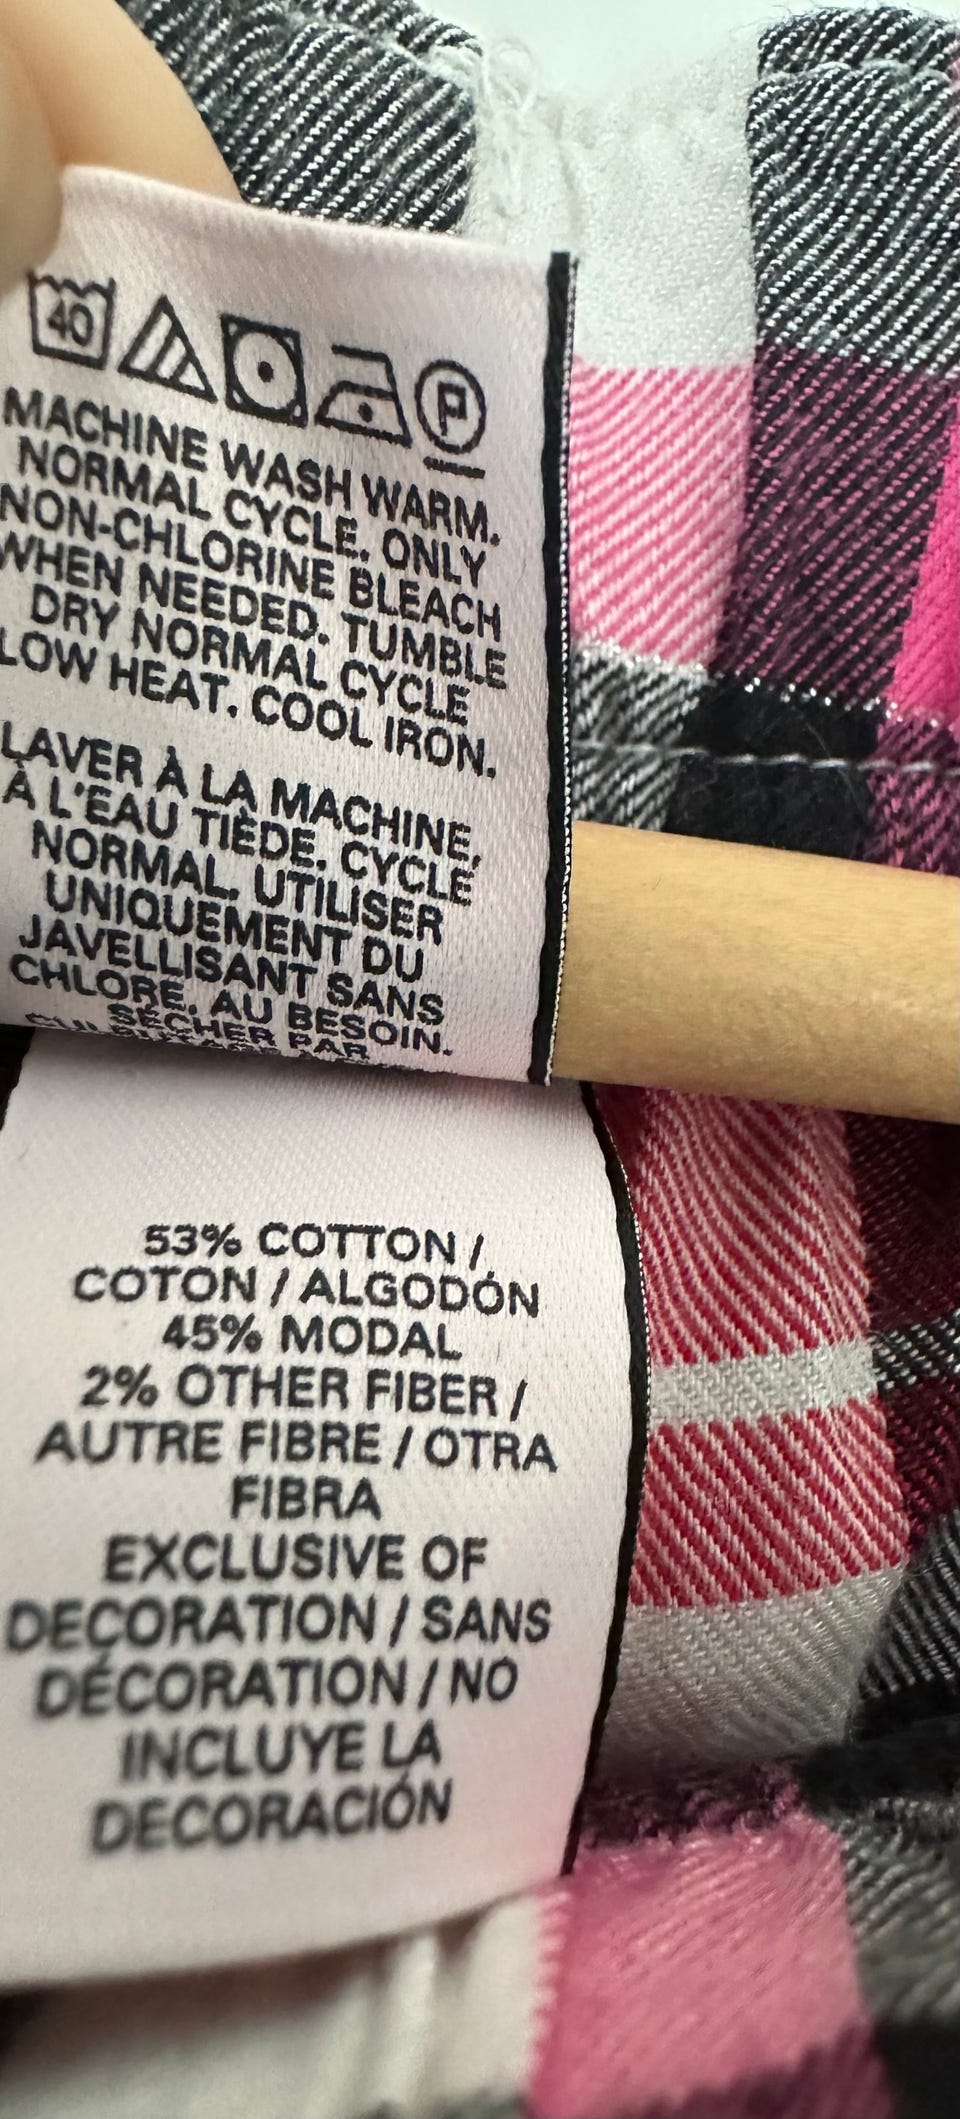 40
P
MACHINE WASH WARM.
NORMAL CYCLE. ONLY
NON-CHLORINE BLEACH
WHEN NEEDED. TUMBLE
DRY NORMAL CYCLE
LOW HEAT. COOL IRON.
LAVER À LA MACHINE,
À L'EAU TIÈDE. CYCLE
NORMAL. UTILISER
UNIQUEMENT DU
JAVELLISANT SANS
CHLORE, AU BESOIN.
SÉCHER PAR
53% COTTON /
COTON / ALGODÓN
45% MODAL
2% OTHER FIBER /
AUTRE FIBRE / OTRA
FIBRA
EXCLUSIVE OF
DECORATION / SANS
DÉCORATION / NO
INCLUYE LA
DECORACIÓN